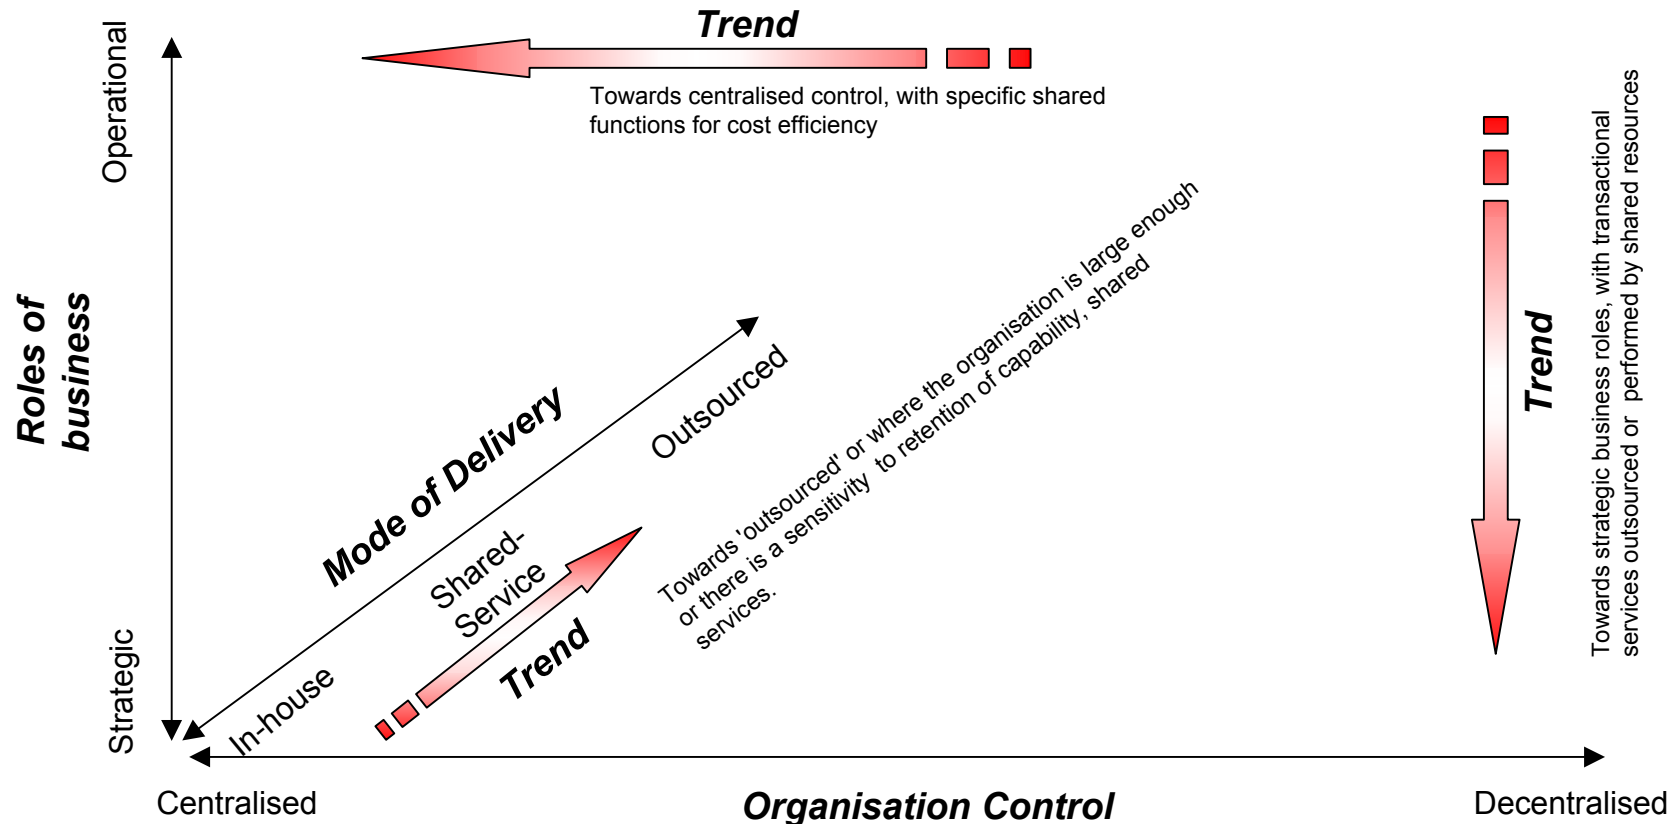 Trend
Towards centralised control, with specific shared
functions for cost efficiency
Operational
Roles of
business
Strategic
Mode of Delivery
In-house
Shared-
Service
Outsourced
Trend
Towards 'outsourced' or where the organisation is large enough
or there is a sensitivity to retention of capability, shared
services.
Trend
Towards strategic business roles, with transactional
services outsourced or performed by shared resources
Centralised
Organisation Control
Decentralised